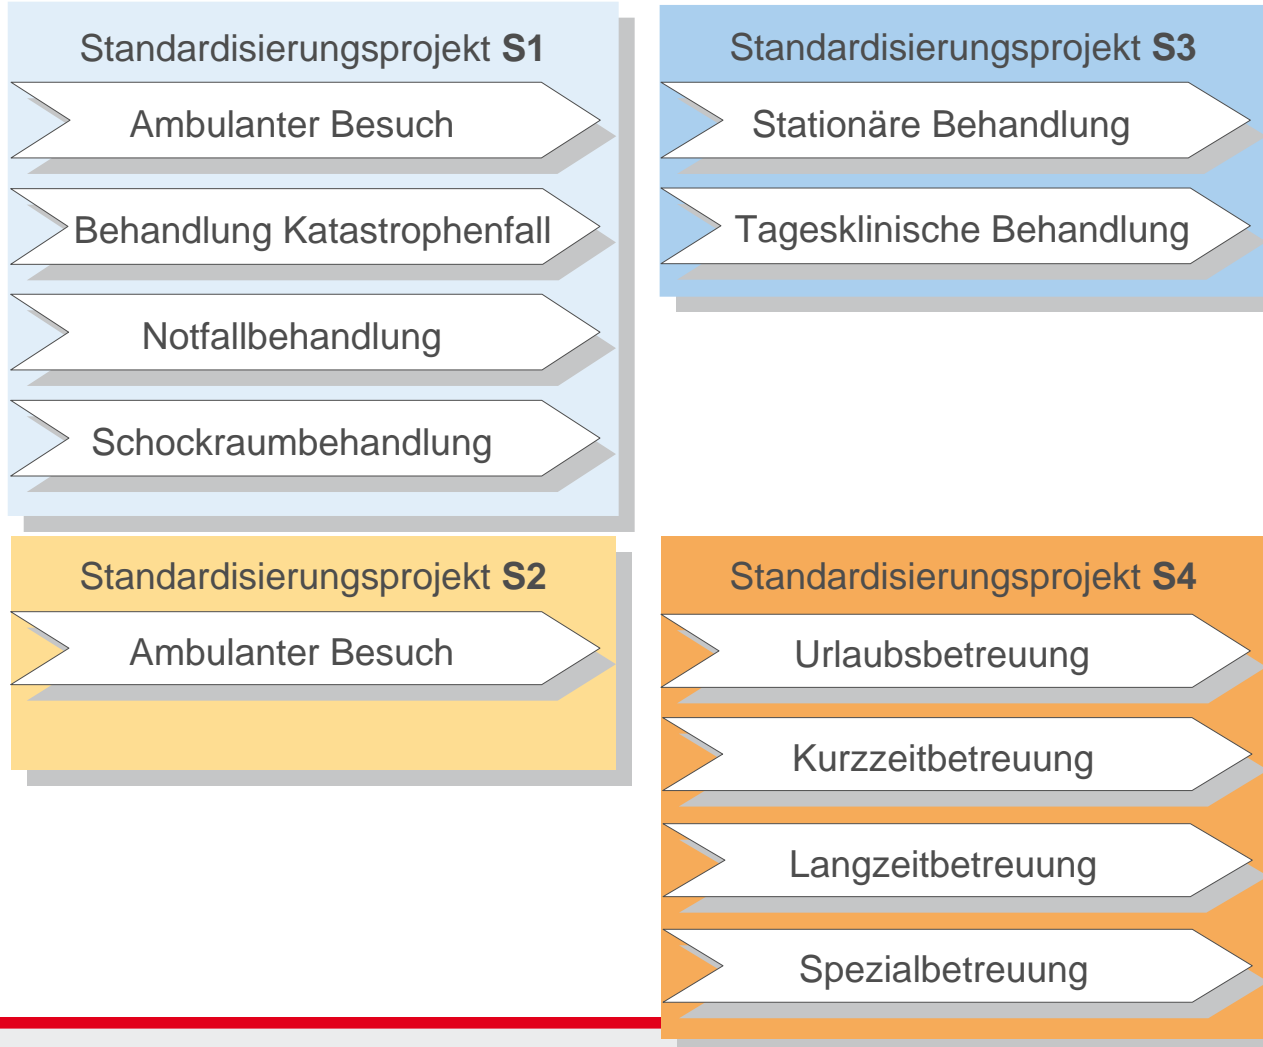 Standardisierungsprojekt S1
Ambulanter Besuch
Behandlung Katastrophenfall
Notfallbehandlung
Schockraumbehandlung
Standardisierungsprojekt S3
Stationäre Behandlung
Tagesklinische Behandlung
Standardisierungsprojekt S2
Ambulanter Besuch
Standardisierungsprojekt S4
Urlaubsbetreuung
Kurzzeitbetreuung
Langzeitbetreuung
Spezialbetreuung